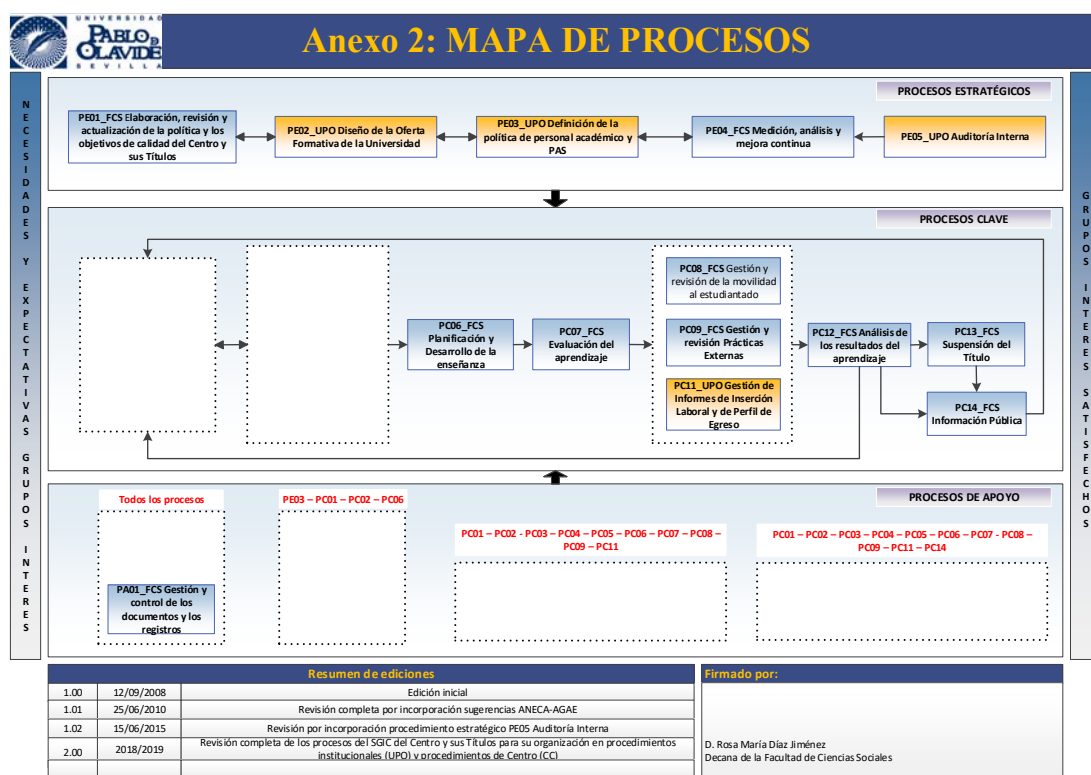 UNIVERSIDAD
PABLO DE
OLAVIDE
SEVILLA
Anexo 2: MAPA DE PROCESOS
NECESIDADES Y EXPECTATIVAS GRUPOS INTERES
PROCESOS ESTRATÉGICOS
PE01_FCS Elaboración, revisión y
actualización de la política y los
objetivos de calidad del Centro y
sus Títulos
PE02_UPO Diseño de la Oferta
Formativa de la Universidad
PE03_UPO Definición de la
política de personal académico y
PAS
PE04_FCS Medición, análisis y
mejora continua
PE05_UPO Auditoría Interna
GRUPOS INTERES SATISFECHOS
PROCESOS CLAVE
PC06_FCS
Planificación y
Desarrollo de la
enseñanza
PC07_FCS
Evaluación del
aprendizaje
PC08_FCS Gestión y
revisión de la movilidad
al estudiantado
PC09_FCS Gestión y
revisión Prácticas
Externas
PC11_UPO Gestión de
Informes de Inserción
Laboral y de Perfil de
Egreso
PC12_FCS Análisis de
los resultados del
aprendizaje
PC13_FCS
Suspensión del
Título
PC14_FCS
Información Pública
PROCESOS DE APOYO
Todos los procesos
PA01_FCS Gestión y
control de los
documentos y los
registros
PE03 – PC01 – PC02 – PC06
PC01 – PC02 - PC03 – PC04 – PC05 – PC06 – PC07 – PC08 –
PC09 – PC11
PC01 – PC02 – PC03 – PC04 – PC05 – PC06 – PC07 - PC08 –
PC09 – PC11 – PC14
Resumen de ediciones
1.00 12/09/2008 Edición inicial
1.01 25/06/2010 Revisión completa por incorporación sugerencias ANECA-AGAE
1.02 15/06/2015 Revisión por incorporación procedimiento estratégico PE05 Auditoría Interna
2.00 2018/2019 Revisión completa de los procesos del SGIC del Centro y sus Títulos para su organización en procedimientos
institucionales (UPO) y procedimientos de Centro (CC)
Firmado por:
D. Rosa María Díaz Jiménez
Decana de la Facultad de Ciencias Sociales